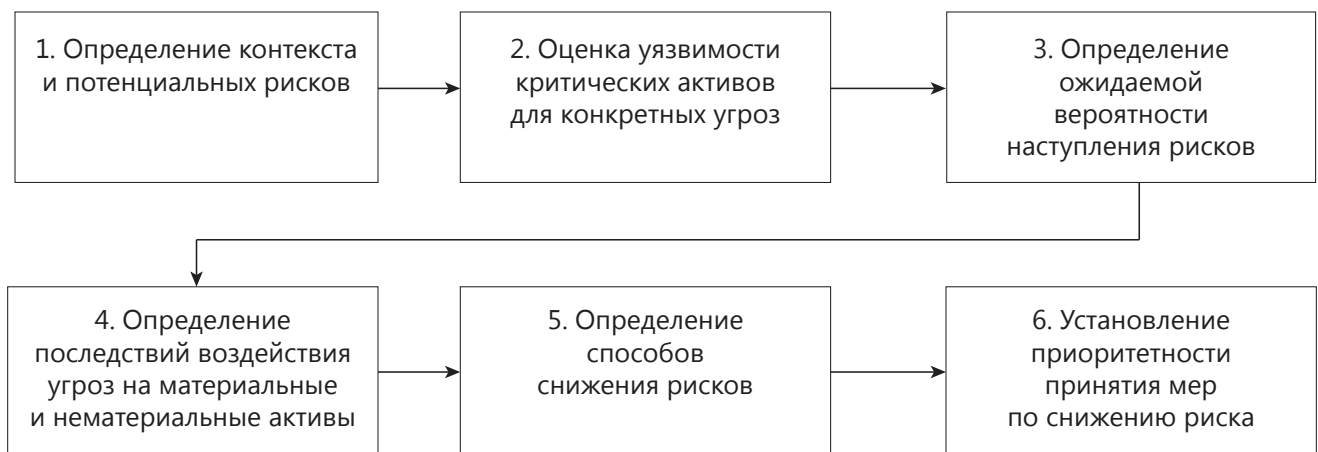 1. Определение контекста
и потенциальных рисков
2. Оценка уязвимости
критических активов
для конкретных угроз
3. Определение
ожидаемой
вероятности
наступления рисков
4. Определение
последствий воздействия
угроз на материальные
и нематериальные активы
5. Определение
способов
снижения рисков
6. Установление
приоритетности
принятия мер
по снижению риска